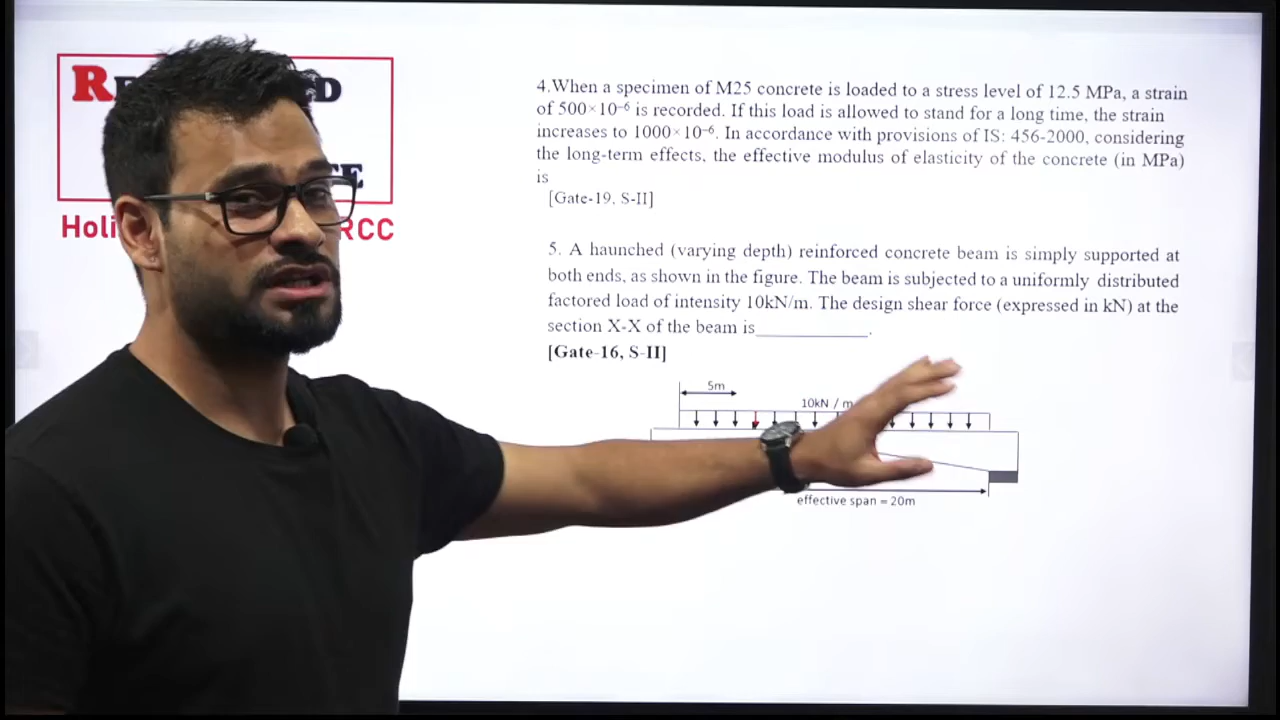 RCC
4.When a specimen of M25 concrete is loaded to a stress level of 12.5 MPa, a strain
of 500×10⁻⁶ is recorded. If this load is allowed to stand for a long time, the strain
increases to 1000×10⁻⁶. In accordance with provisions of IS: 456-2000, considering
the long-term effects, the effective modulus of elasticity of the concrete (in MPa)
is
[Gate-19, S-II]
5. A haunched (varying depth) reinforced concrete beam is simply supported at
both ends, as shown in the figure. The beam is subjected to a uniformly distributed
factored load of intensity 10kN/m. The design shear force (expressed in kN) at the
section X-X of the beam is____________.
[Gate-16, S-II]
5m
10kN / m
effective span = 20m